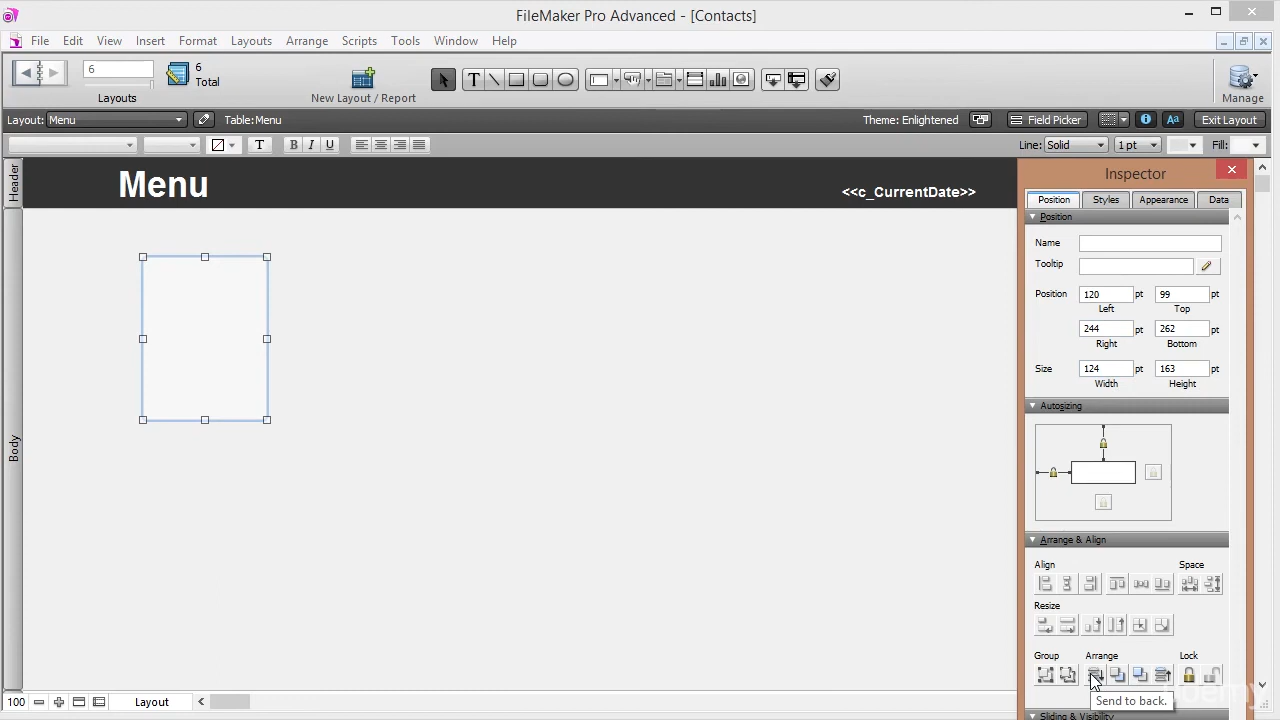 FileMaker Pro Advanced - [Contacts]
File Edit View Insert Format Layouts Arrange Scripts Tools Window Help
6
6
Total
Layouts
New Layout / Report
Manage
Layout: Menu Table: Menu Theme: Enlightened Field Picker Aa Exit Layout
T B I U Line: Solid 1 pt Fill:
Header
Menu
<<c_CurrentDate>>
Body
Inspector
Position Styles Appearance Data
Position
Name
Tooltip
Position 120 pt 99 pt
Left Top
244 pt 262 pt
Right Bottom
Size 124 pt 163 pt
Width Height
Autosizing
Arrange & Align
Align Space
Resize
Group Arrange Lock
Send to back.
udemy
Sliding & Visibility
100 Layout